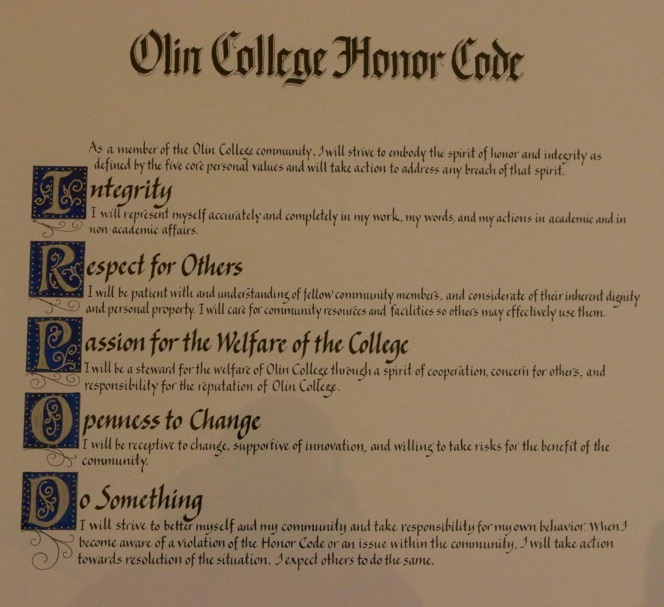 Olin College Honor Code
As a member of the Olin College community, I will strive to embody the spirit of honor and integrity as
defined by the five core personal values and will take action to address any breach of that spirit.
Integrity
I will represent myself accurately and completely in my work, my words, and my actions in academic and in
non-academic affairs.
Respect for Others
I will be patient with and understanding of fellow community members, and considerate of their inherent dignity
and personal property. I will care for community resources and facilities so others may effectively use them.
Passion for the Welfare of the College
I will be a steward for the welfare of Olin College through a spirit of cooperation, concern for others, and
responsibility for the reputation of Olin College.
Openness to Change
I will be receptive to change, supportive of innovation, and willing to take risks for the benefit of the
community.
Do Something
I will strive to better myself and my community and take responsibility for my own behavior. When I
become aware of a violation of the Honor Code or an issue within the community, I will take action
towards resolution of the situation. I expect others to do the same.